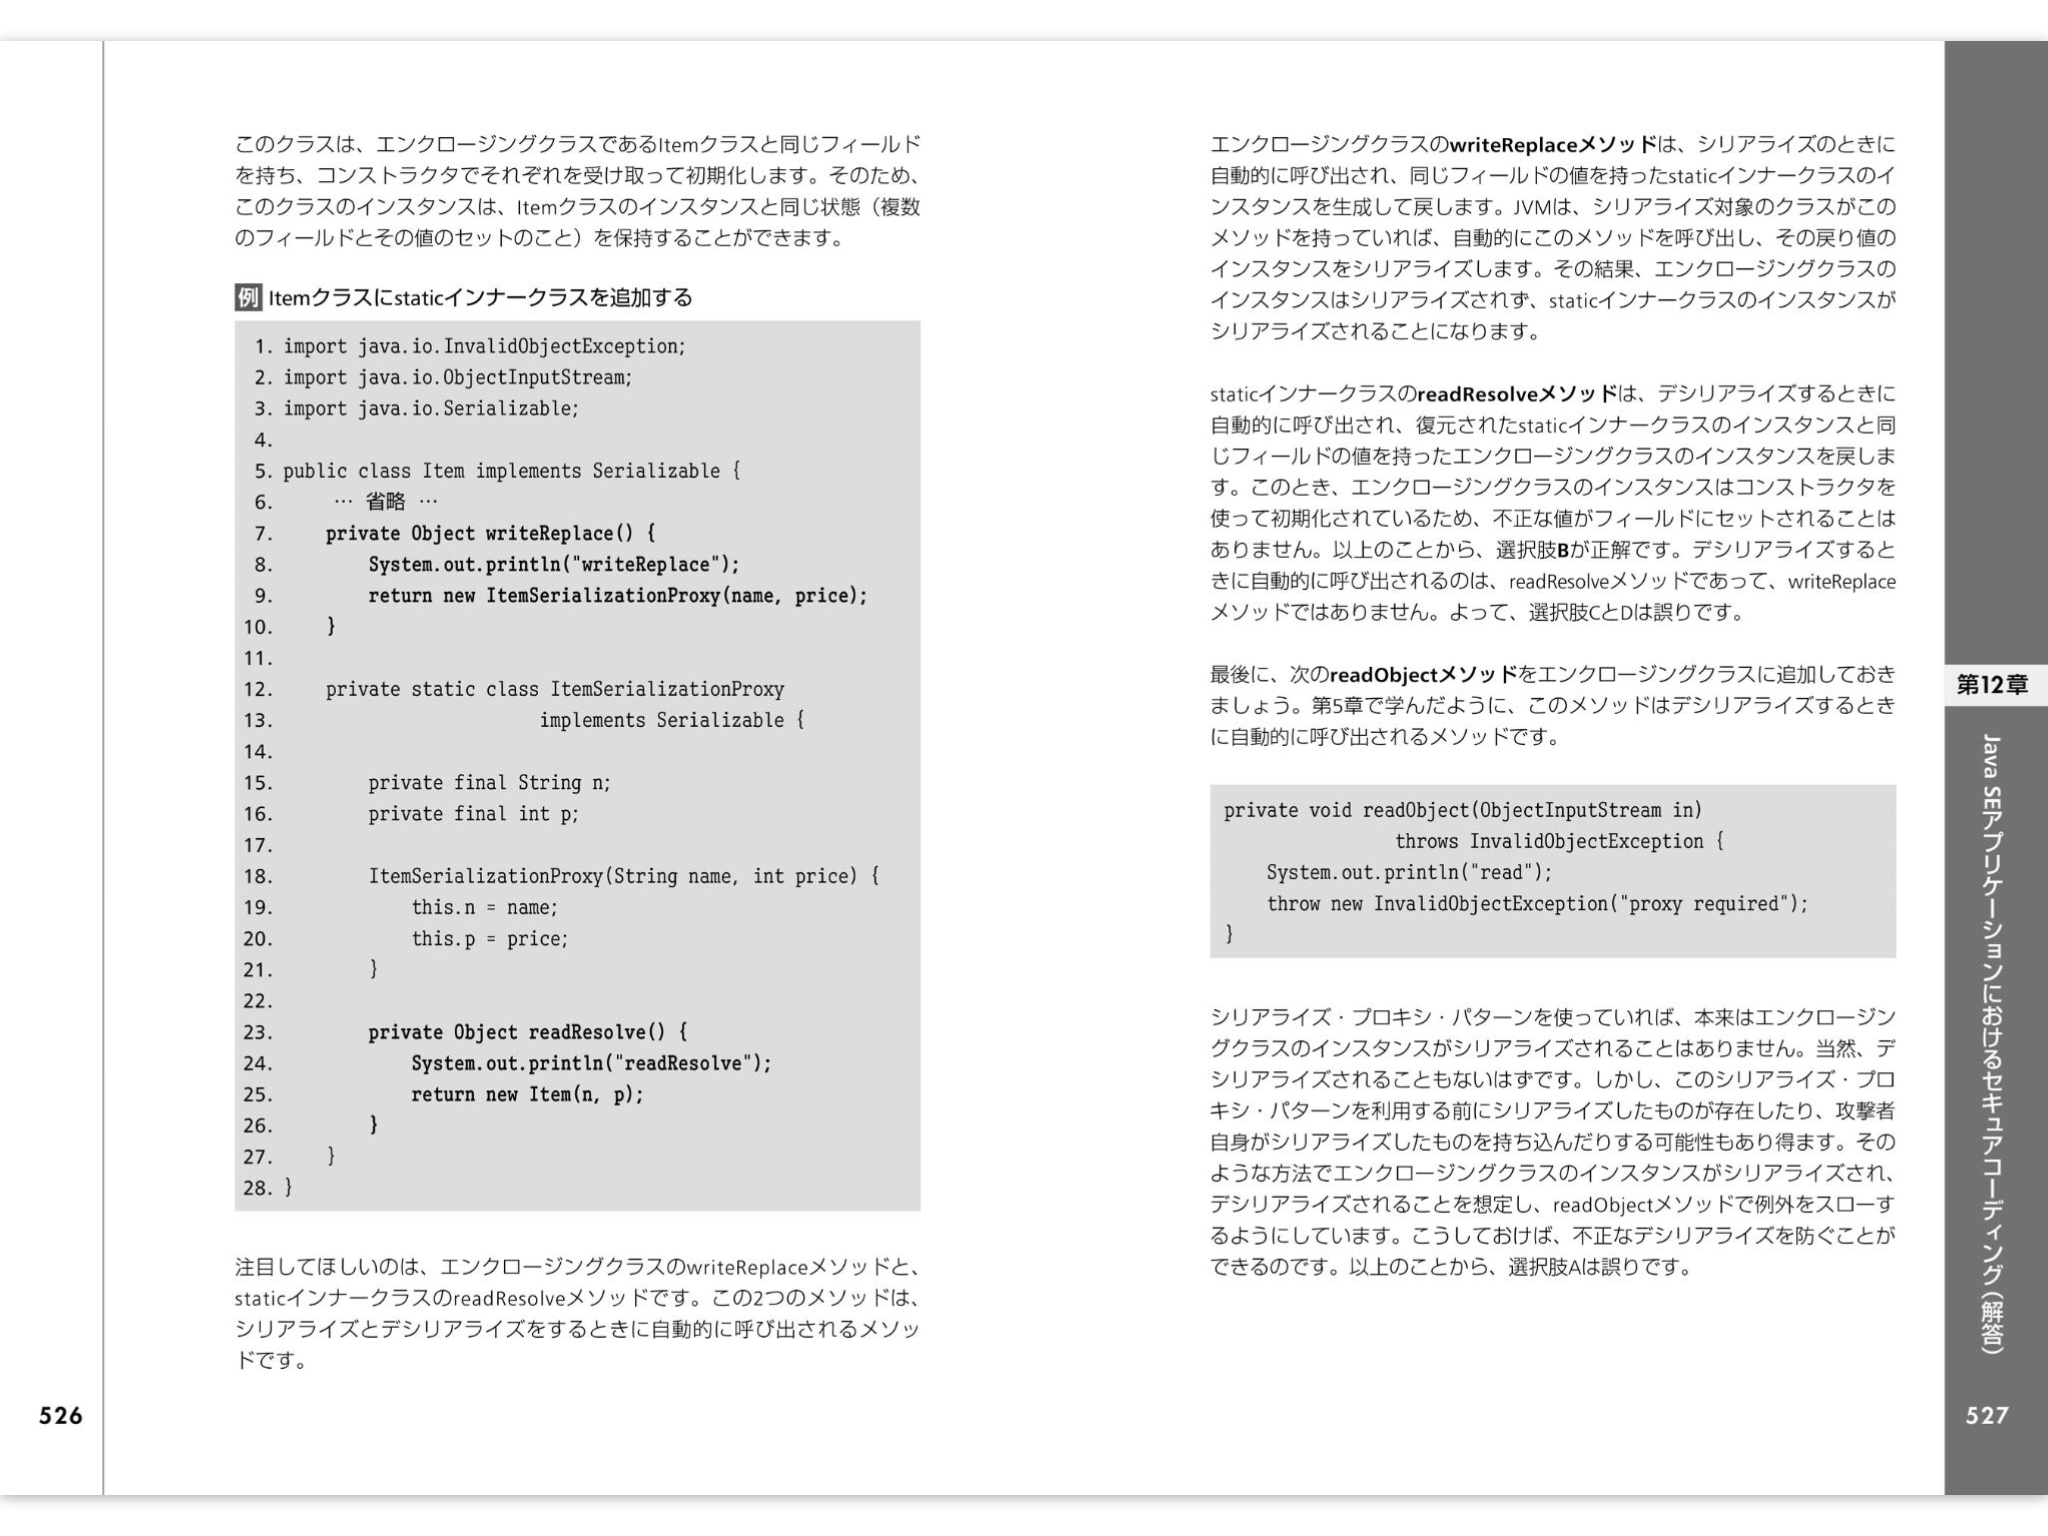 このクラスは、エンクロージングクラスであるItemクラスと同じフィールド
を持ち、コンストラクタでそれぞれを受け取って初期化します。そのため、
このクラスのインスタンスは、Itemクラスのインスタンスと同じ状態（複数
のフィールドとその値のセットのこと）を保持することができます。
例 Itemクラスにstaticインナークラスを追加する
1. import java.io.InvalidObjectException;
2. import java.io.ObjectInputStream;
3. import java.io.Serializable;
4.
5. public class Item implements Serializable {
6.     … 省略 …
7.     private Object writeReplace() {
8.         System.out.println("writeReplace");
9.         return new ItemSerializationProxy(name, price);
10.     }
11.
12.     private static class ItemSerializationProxy
13.                         implements Serializable {
14.
15.         private final String n;
16.         private final int p;
17.
18.         ItemSerializationProxy(String name, int price) {
19.             this.n = name;
20.             this.p = price;
21.         }
22.
23.         private Object readResolve() {
24.             System.out.println("readResolve");
25.             return new Item(n, p);
26.         }
27.     }
28. }
注目してほしいのは、エンクロージングクラスのwriteReplaceメソッドと、
staticインナークラスのreadResolveメソッドです。この2つのメソッドは、
シリアライズとデシリアライズをするときに自動的に呼び出されるメソッ
ドです。
526
エンクロージングクラスのwriteReplaceメソッドは、シリアライズのときに
自動的に呼び出され、同じフィールドの値を持ったstaticインナークラスのイ
ンスタンスを生成して戻します。JVMは、シリアライズ対象のクラスがこの
メソッドを持っていれば、自動的にこのメソッドを呼び出し、その戻り値の
インスタンスをシリアライズします。その結果、エンクロージングクラスの
インスタンスはシリアライズされず、staticインナークラスのインスタンスが
シリアライズされることになります。
staticインナークラスのreadResolveメソッドは、デシリアライズするときに
自動的に呼び出され、復元されたstaticインナークラスのインスタンスと同
じフィールドの値を持ったエンクロージングクラスのインスタンスを戻しま
す。このとき、エンクロージングクラスのインスタンスはコンストラクタを
使って初期化されているため、不正な値がフィールドにセットされることは
ありません。以上のことから、選択肢Bが正解です。デシリアライズすると
きに自動的に呼び出されるのは、readResolveメソッドであって、writeReplace
メソッドではありません。よって、選択肢CとDは誤りです。
最後に、次のreadObjectメソッドをエンクロージングクラスに追加しておき
ましょう。第5章で学んだように、このメソッドはデシリアライズするとき
に自動的に呼び出されるメソッドです。
private void readObject(ObjectInputStream in)
                throws InvalidObjectException {
    System.out.println("read");
    throw new InvalidObjectException("proxy required");
}
シリアライズ・プロキシ・パターンを使っていれば、本来はエンクロージン
グクラスのインスタンスがシリアライズされることはありません。当然、デ
シリアライズされることもないはずです。しかし、このシリアライズ・プロ
キシ・パターンを利用する前にシリアライズしたものが存在したり、攻撃者
自身がシリアライズしたものを持ち込んだりする可能性もあり得ます。その
ような方法でエンクロージングクラスのインスタンスがシリアライズされ、
デシリアライズされることを想定し、readObjectメソッドで例外をスローす
るようにしています。こうしておけば、不正なデシリアライズを防ぐことが
できるのです。以上のことから、選択肢Aは誤りです。
第12章
Java SEアプリケーションにおけるセキュアコーディング（解答）
527